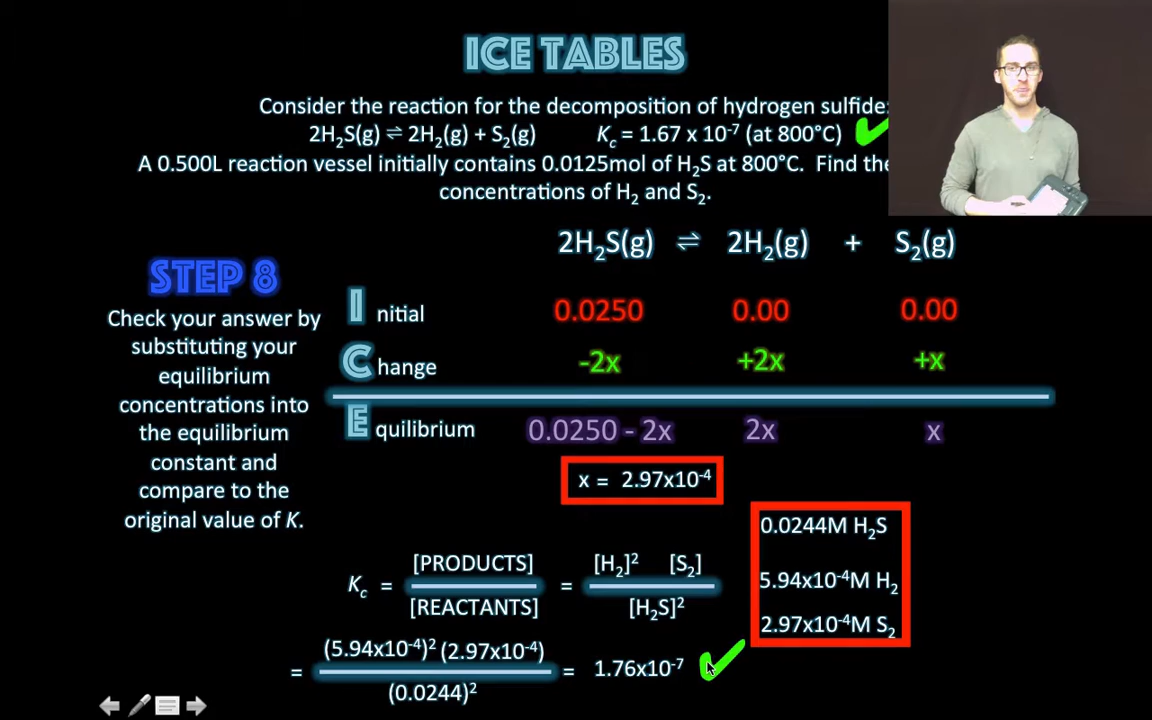 ICE TABLES
Consider the reaction for the decomposition of hydrogen sulfide:
2H₂S(g) ⇌ 2H₂(g) + S₂(g) K_c = 1.67 x 10⁻⁷ (at 800°C)
A 0.500L reaction vessel initially contains 0.0125mol of H₂S at 800°C. Find the
concentrations of H₂ and S₂.
2H₂S(g) ⇌ 2H₂(g) + S₂(g)
STEP 8
Check your answer by
substituting your
equilibrium
concentrations into
the equilibrium
constant and
compare to the
original value of K.
Initial 0.0250 0.00 0.00
Change -2x +2x +x
Equilibrium 0.0250 - 2x 2x x
x = 2.97x10⁻⁴
0.0244M H₂S
5.94x10⁻⁴M H₂
2.97x10⁻⁴M S₂
K_c = [PRODUCTS] / [REACTANTS] = [H₂]² [S₂] / [H₂S]²
= (5.94x10⁻⁴)² (2.97x10⁻⁴) / (0.0244)² = 1.76x10⁻⁷